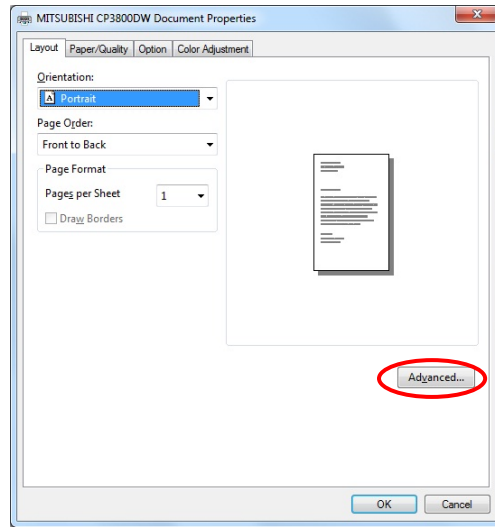 MITSUBISHI CP3800DW Document Properties
Layout Paper/Quality Option Color Adjustment
Orientation:
Portrait
Page Order:
Front to Back
Page Format
Pages per Sheet 1
Draw Borders
Advanced...
OK Cancel